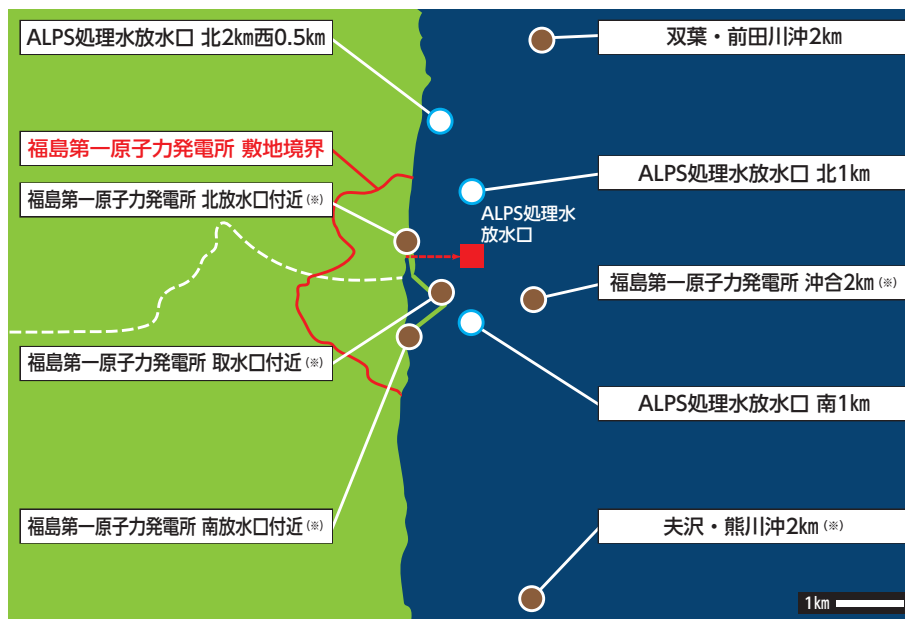 ALPS処理水放水口 北2㎞西0.5㎞
双葉・前田川沖2㎞
福島第一原子力発電所 敷地境界
ALPS処理水放水口 北1㎞
福島第一原子力発電所 北放水口付近(※)
ALPS処理水
放水口
福島第一原子力発電所 沖合2㎞(※)
福島第一原子力発電所 取水口付近(※)
ALPS処理水放水口 南1㎞
福島第一原子力発電所 南放水口付近(※)
夫沢・熊川沖2㎞(※)
1㎞